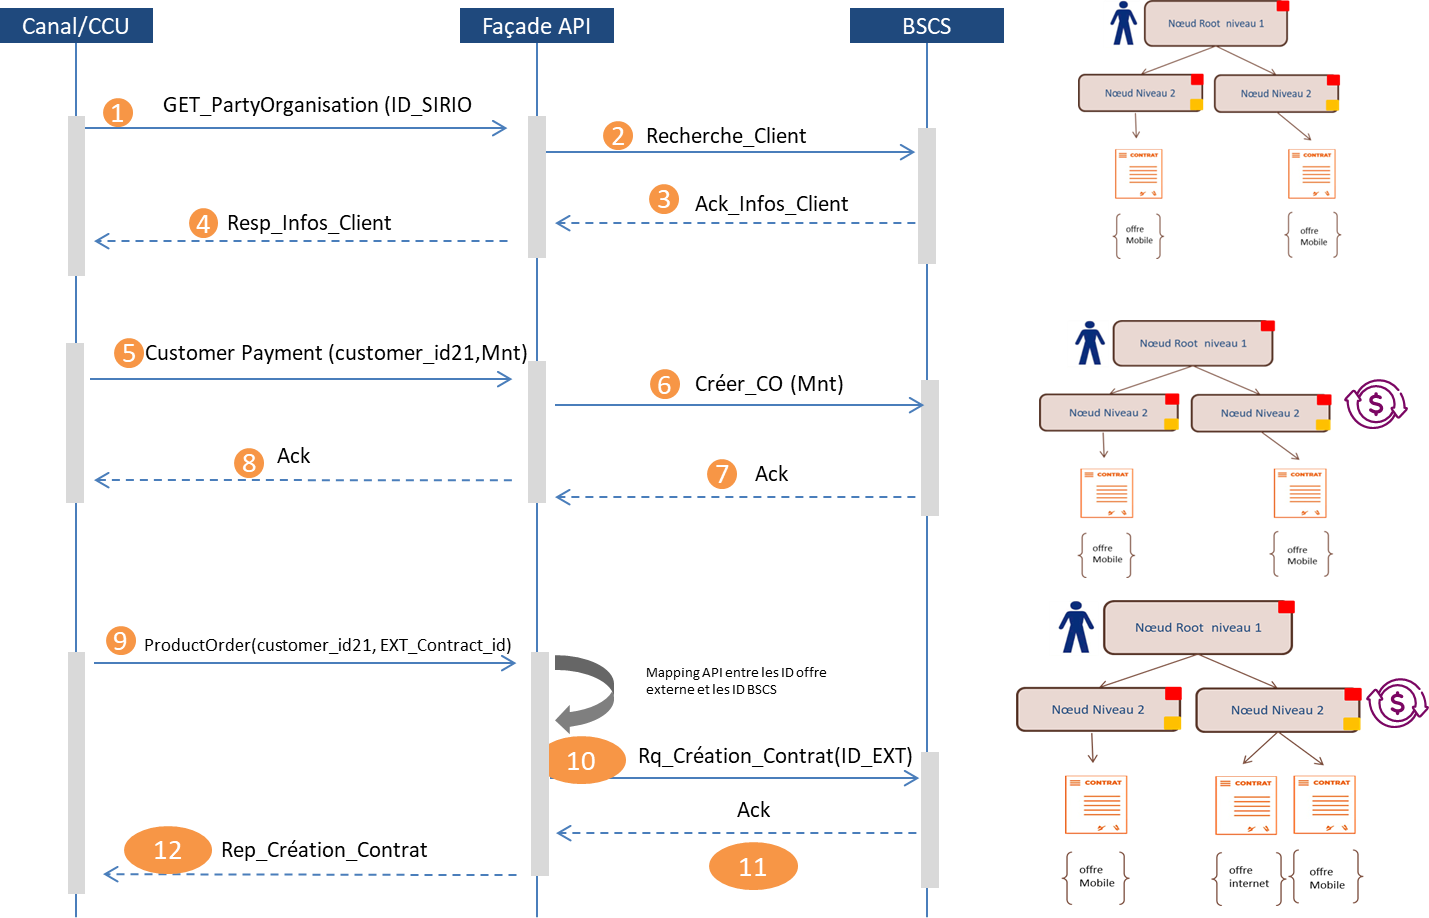 Canal/CCU
Façade API
BSCS
1
GET_PartyOrganisation (ID_SIRIO
2
Recherche_Client
3
Ack_Infos_Client
4
Resp_Infos_Client
5
Customer Payment (customer_id21,Mnt)
6
Créer_CO (Mnt)
7
Ack
8
Ack
9
ProductOrder(customer_id21, EXT_Contract_id)
Mapping API entre les ID offre
externe et les ID BSCS
10
Rq_Création_Contrat(ID_EXT)
Ack
11
12
Rep_Création_Contrat
Nœud Root niveau 1
Nœud Niveau 2
Nœud Niveau 2
CONTRAT
CONTRAT
offre
Mobile
offre
Mobile
Nœud Root niveau 1
Nœud Niveau 2
Nœud Niveau 2
$
CONTRAT
CONTRAT
offre
Mobile
offre
Mobile
Nœud Root niveau 1
Nœud Niveau 2
Nœud Niveau 2
$
CONTRAT
CONTRAT
CONTRAT
offre
Mobile
offre
internet
offre
Mobile